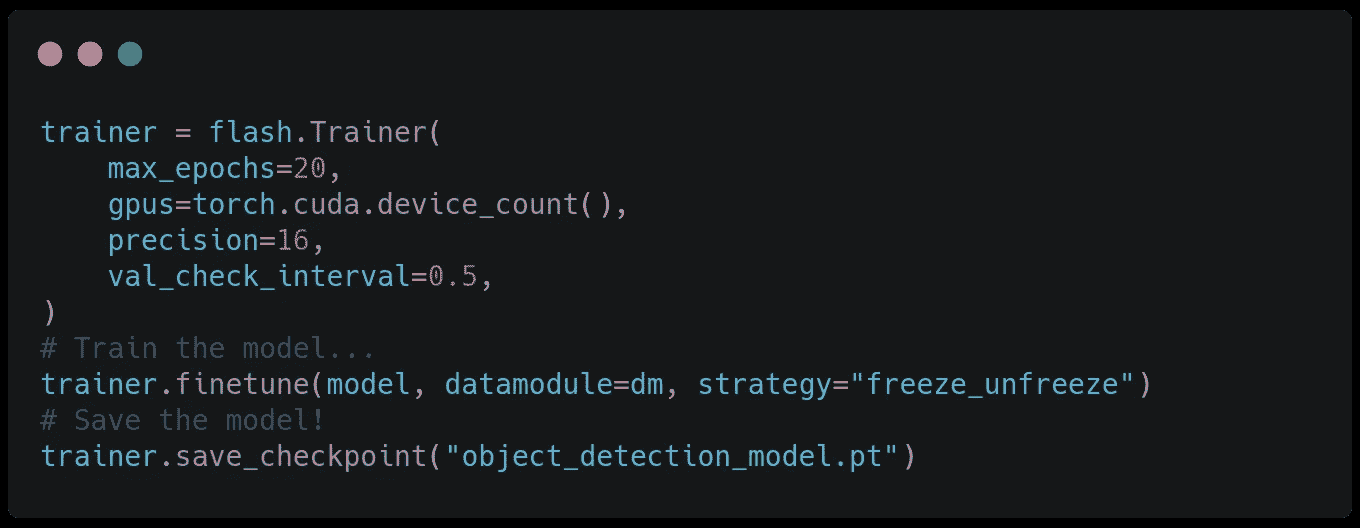 trainer = flash.Trainer(
    max_epochs=20,
    gpus=torch.cuda.device_count(),
    precision=16,
    val_check_interval=0.5,
)
# Train the model...
trainer.finetune(model, datamodule=dm, strategy="freeze_unfreeze")
# Save the model!
trainer.save_checkpoint("object_detection_model.pt")